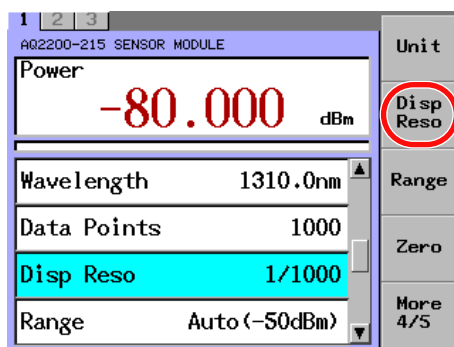 1 2 3
AQ2200-215 SENSOR MODULE
Power
-80.000 dBm
Wavelength 1310.0nm
Data Points 1000
Disp Reso 1/1000
Range Auto(-50dBm)
Unit
Disp
Reso
Range
Zero
More
4/5